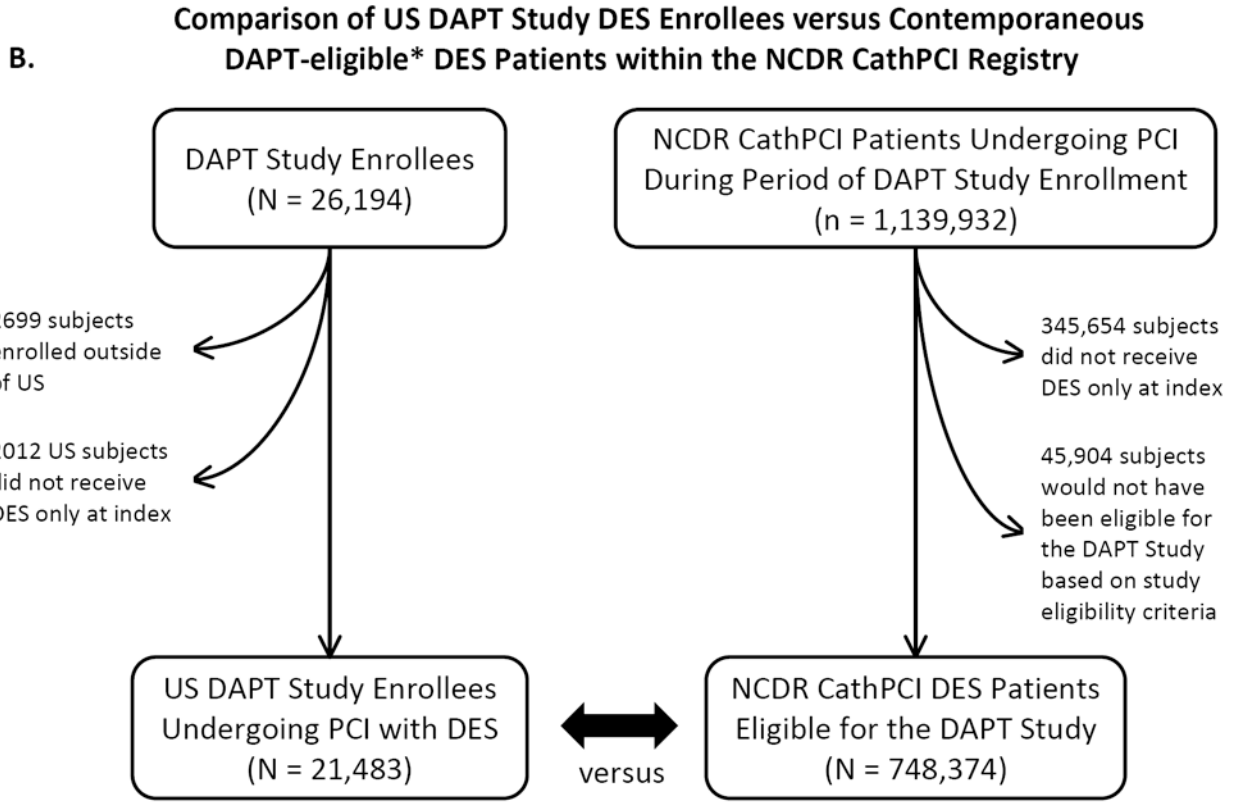 Comparison of US DAPT Study DES Enrollees versus Contemporaneous
B.
DAPT-eligible* DES Patients within the NCDR CathPCI Registry
DAPT Study Enrollees
(N = 26,194)
NCDR CathPCI Patients Undergoing PCI
During Period of DAPT Study Enrollment
(n = 1,139,932)
2699 subjects
enrolled outside
of US
2012 US subjects
did not receive
DES only at index
345,654 subjects
did not receive
DES only at index
45,904 subjects
would not have
been eligible for
the DAPT Study
based on study
eligibility criteria
US DAPT Study Enrollees
Undergoing PCI with DES
(N = 21,483)
versus
NCDR CathPCI DES Patients
Eligible for the DAPT Study
(N = 748,374)